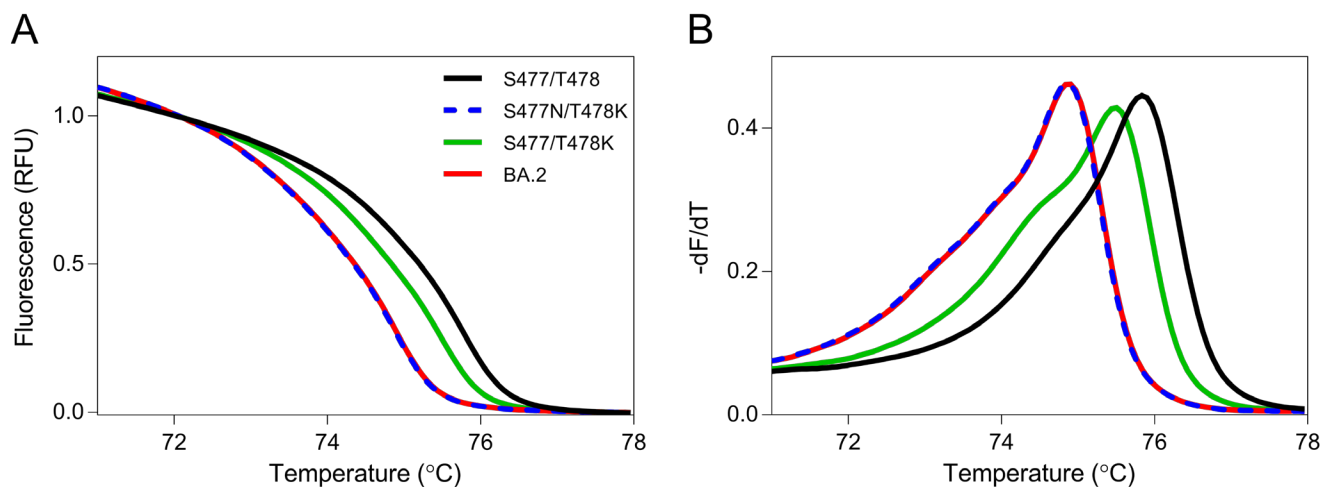 A
Fluorescence (RFU)
1.0
0.5
0.0
S477/T478
S477N/T478K
S477/T478K
BA.2
72 74 76 78
Temperature (°C)
B
-dF/dT
0.4
0.2
0.0
72 74 76 78
Temperature (°C)